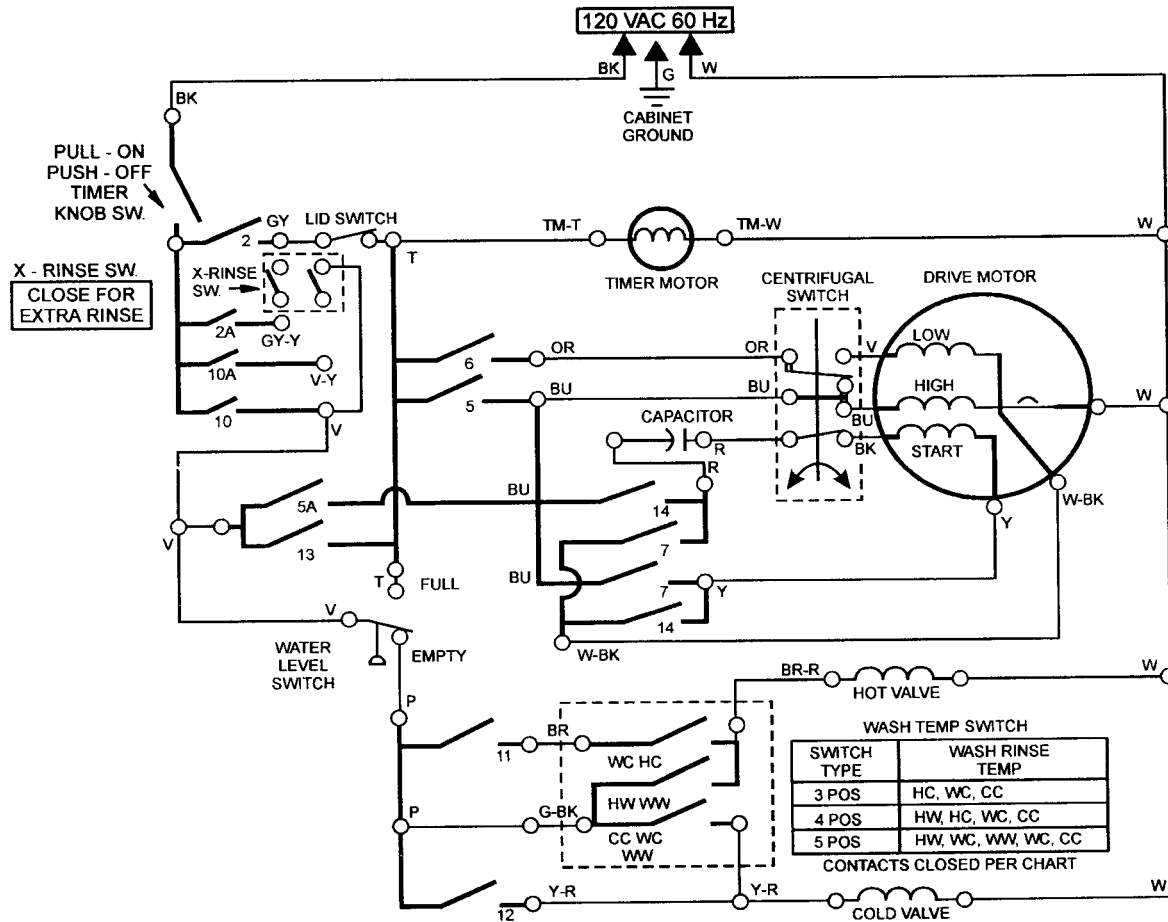 120 VAC 60 Hz
BK
G
W
BK
CABINET
GROUND
PULL - ON
PUSH - OFF
TIMER
KNOB SW.
GY
LID SWITCH
2
T
TM-T
TM-W
W
TIMER MOTOR
X - RINSE SW.
CLOSE FOR
EXTRA RINSE
X-RINSE
SW.
CENTRIFUGAL
SWITCH
DRIVE MOTOR
2A
GY-Y
6
OR
OR
V
LOW
10A
V-Y
5
BU
BU
HIGH
W
10
V
CAPACITOR
BU
R
BK
START
R
BU
5A
14
W-BK
V
Y
13
7
T
FULL
BU
7
Y
V
14
WATER
LEVEL
SWITCH
EMPTY
W-BK
BR-R
W
HOT VALVE
P
WASH TEMP SWITCH
BR
11
WC HC
SWITCH
TYPE
WASH RINSE
TEMP
3 POS
HC, WC, CC
HW WW
4 POS
HW, HC, WC, CC
P
G-BK
CC WC
WW
5 POS
HW, WC, WW, WC, CC
CONTACTS CLOSED PER CHART
Y-R
Y-R
W
12
COLD VALVE